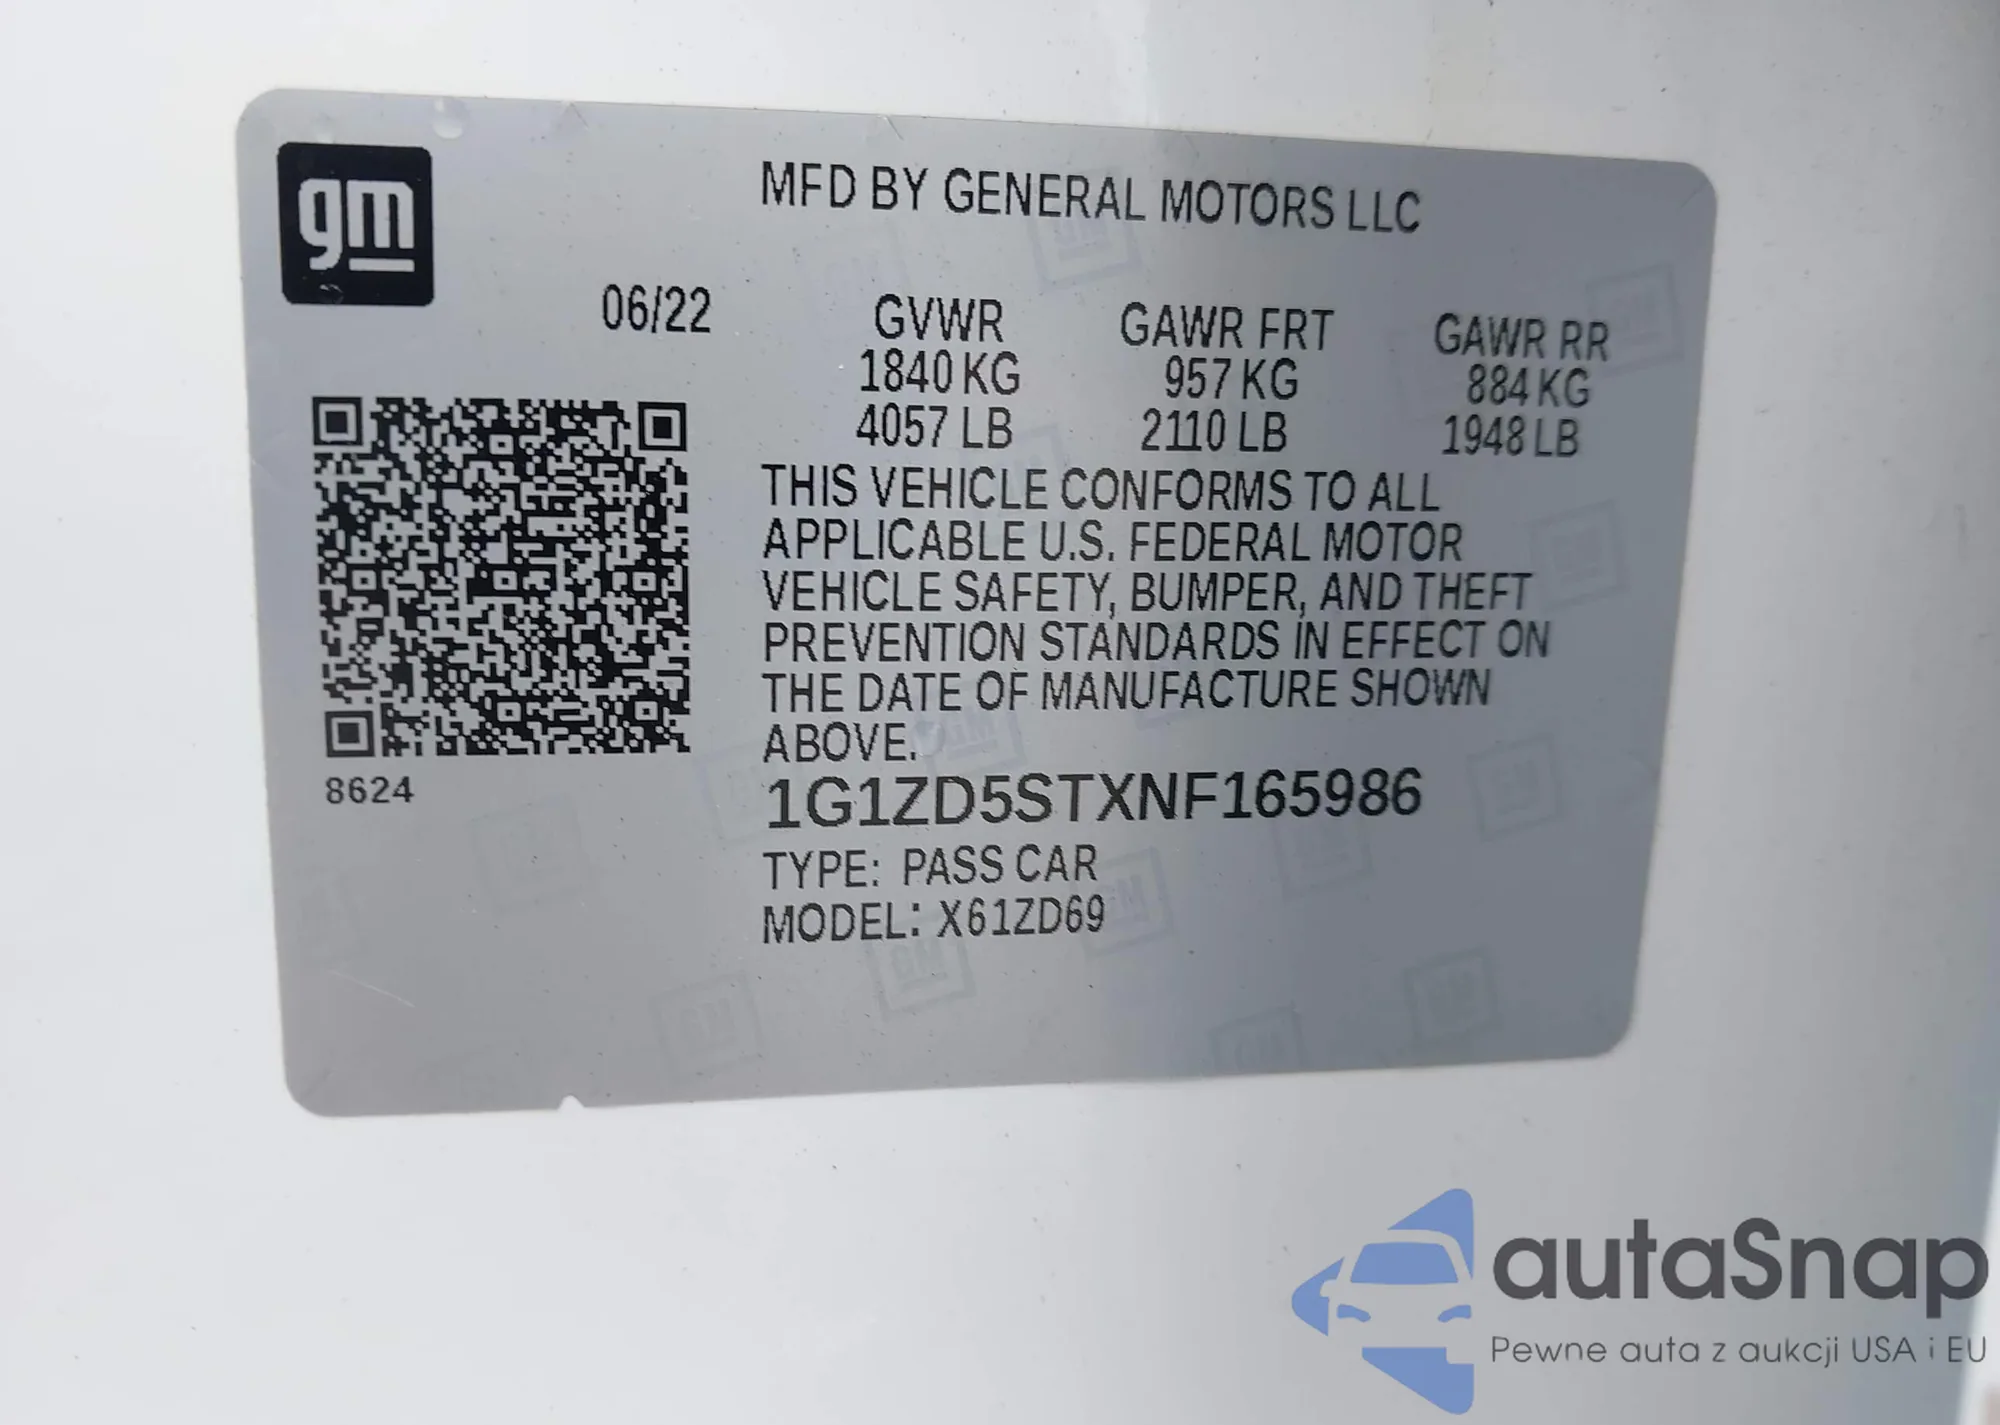 gm
MFD BY GENERAL MOTORS LLC
06/22
GVWR GAWR FRT GAWR RR
1840 KG 957 KG 884 KG
4057 LB 2110 LB 1948 LB
THIS VEHICLE CONFORMS TO ALL
APPLICABLE U.S. FEDERAL MOTOR
VEHICLE SAFETY, BUMPER, AND THEFT
PREVENTION STANDARDS IN EFFECT ON
THE DATE OF MANUFACTURE SHOWN
ABOVE.
8624
1G1ZD5STXNF165986
TYPE: PASS CAR
MODEL: X61ZD69
autaSnap
Pewne auta z aukcji USA i EU